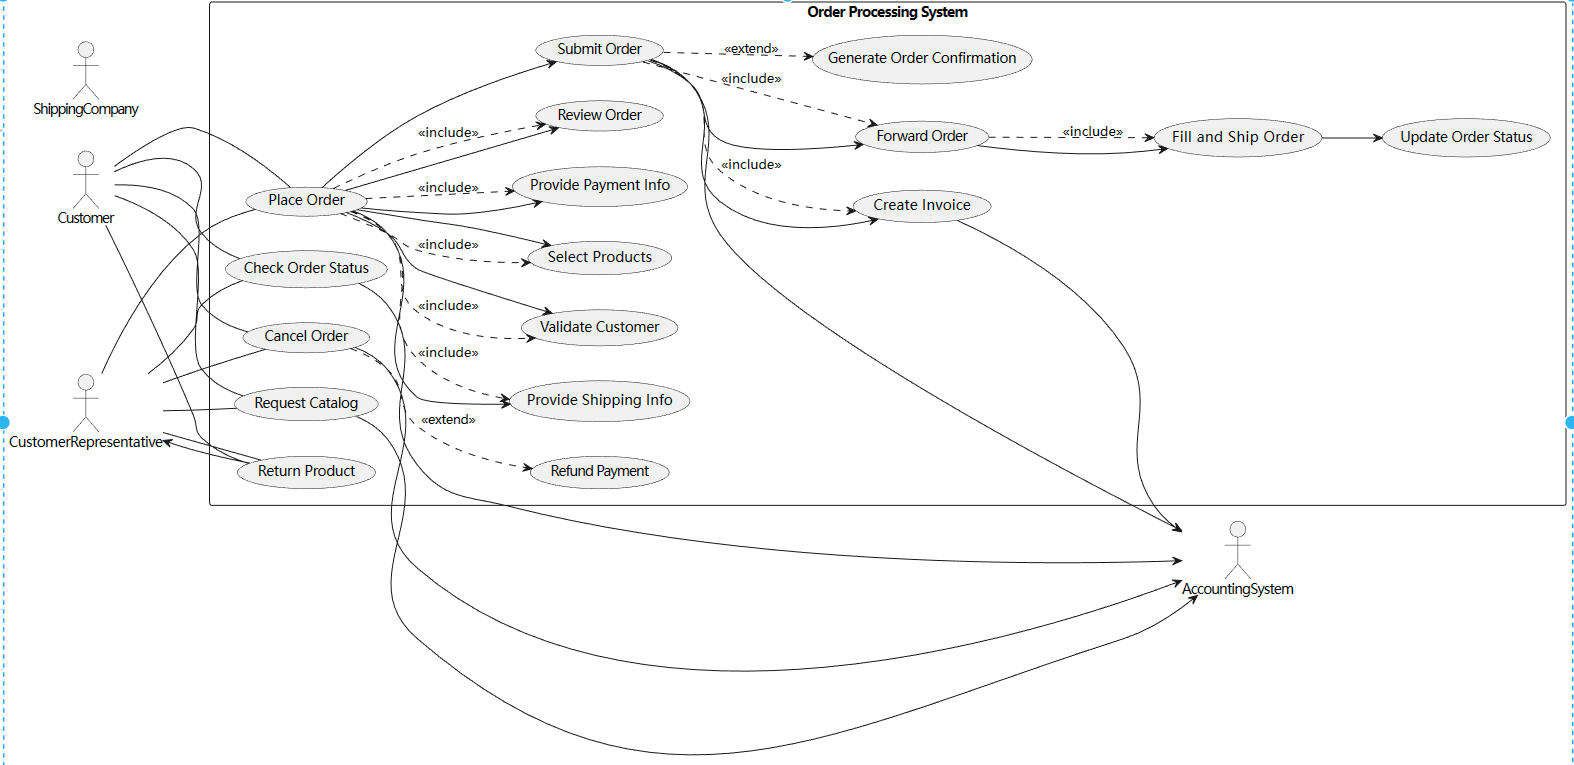 Order Processing System
Submit Order
«extend»
Generate Order Confirmation
«include»
ShippingCompany
Review Order
«include»
Forward Order
«include»
Fill and Ship Order
Update Order Status
«include»
Customer
Place Order
«include»
Provide Payment Info
Create Invoice
«include»
Select Products
Check Order Status
«include»
Validate Customer
Cancel Order
«include»
CustomerRepresentative
Request Catalog
Provide Shipping Info
«extend»
Return Product
Refund Payment
AccountingSystem